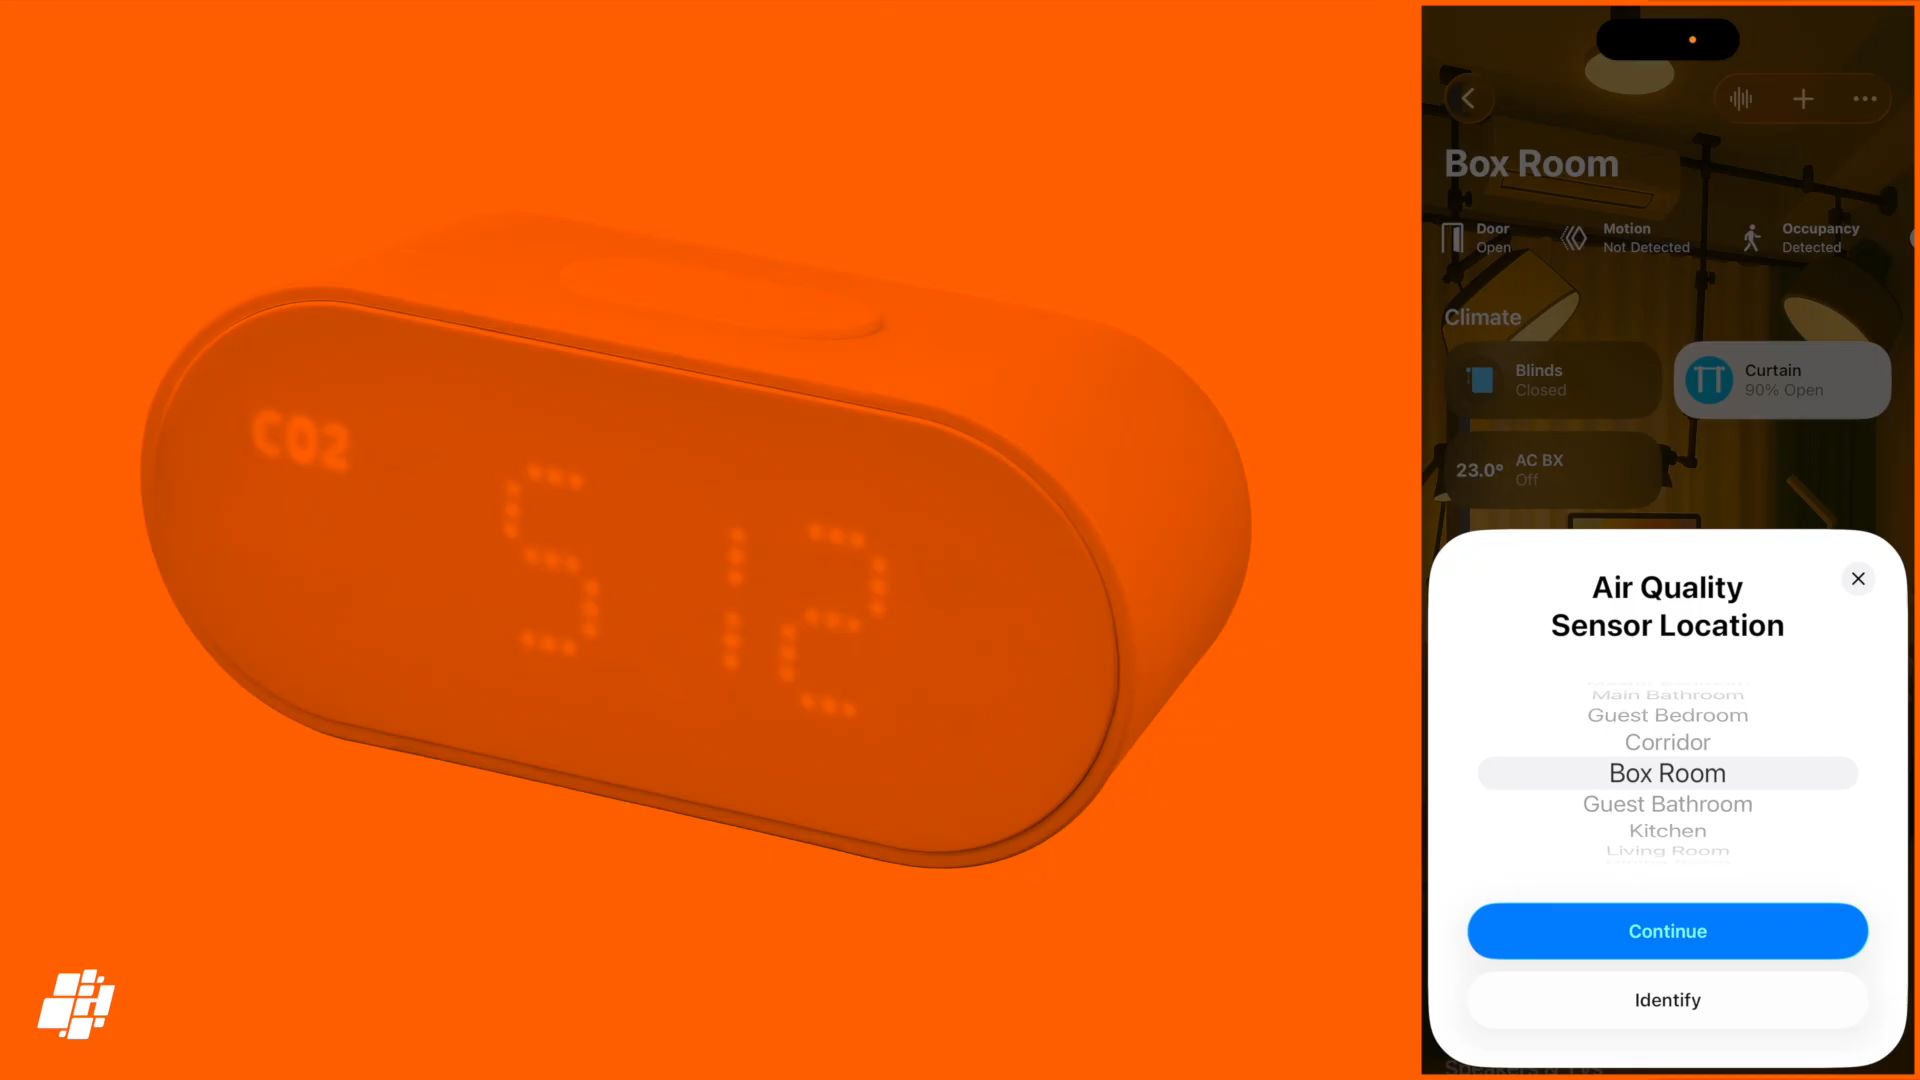 CO2
512
Box Room
Door
Open
Motion
Not Detected
Occupancy
Detected
Climate
Blinds
Closed
Curtain
90% Open
23.0°
AC BX
Off
Air Quality
Sensor Location
Main Bathroom
Guest Bedroom
Corridor
Box Room
Guest Bathroom
Kitchen
Living Room
Continue
Identify